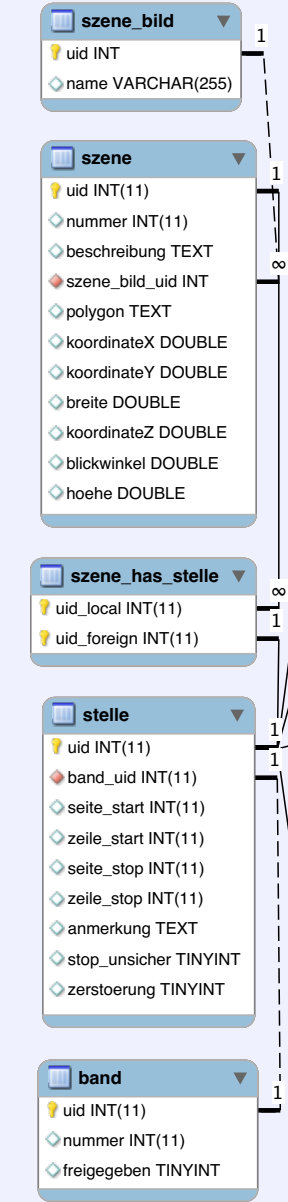 szene_bild
1
uid INT
name VARCHAR(255)
szene
1
uid INT(11)
nummer INT(11)
beschreibung TEXT
∞
szene_bild_uid INT
polygon TEXT
koordinateX DOUBLE
koordinateY DOUBLE
breite DOUBLE
koordinateZ DOUBLE
blickwinkel DOUBLE
hoehe DOUBLE
szene_has_stelle
∞
uid_local INT(11)
1
uid_foreign INT(11)
stelle
1
uid INT(11)
1
band_uid INT(11)
seite_start INT(11)
zeile_start INT(11)
seite_stop INT(11)
zeile_stop INT(11)
anmerkung TEXT
stop_unsicher TINYINT
zerstoerung TINYINT
band
1
uid INT(11)
nummer INT(11)
freigegeben TINYINT